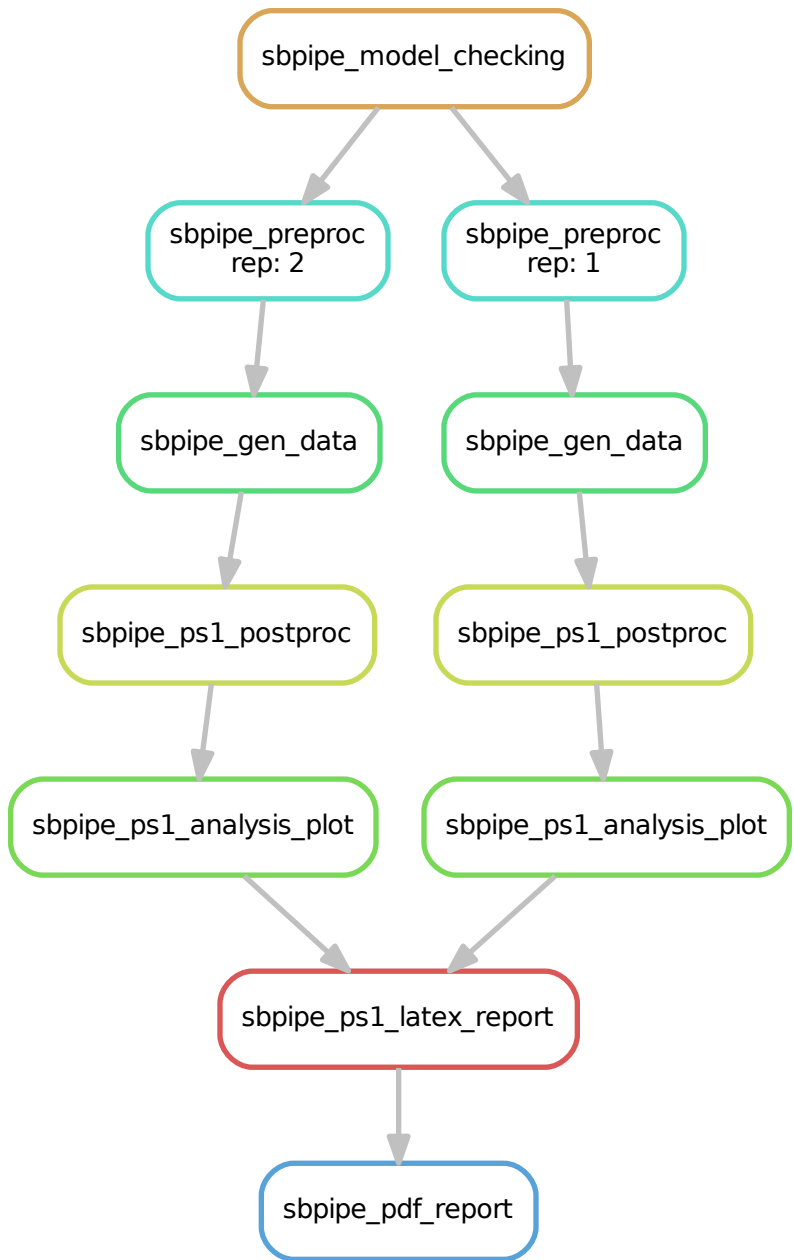 sbpipe_model_checking
sbpipe_preproc
rep: 2
sbpipe_preproc
rep: 1
sbpipe_gen_data
sbpipe_gen_data
sbpipe_ps1_postproc
sbpipe_ps1_postproc
sbpipe_ps1_analysis_plot
sbpipe_ps1_analysis_plot
sbpipe_ps1_latex_report
sbpipe_pdf_report